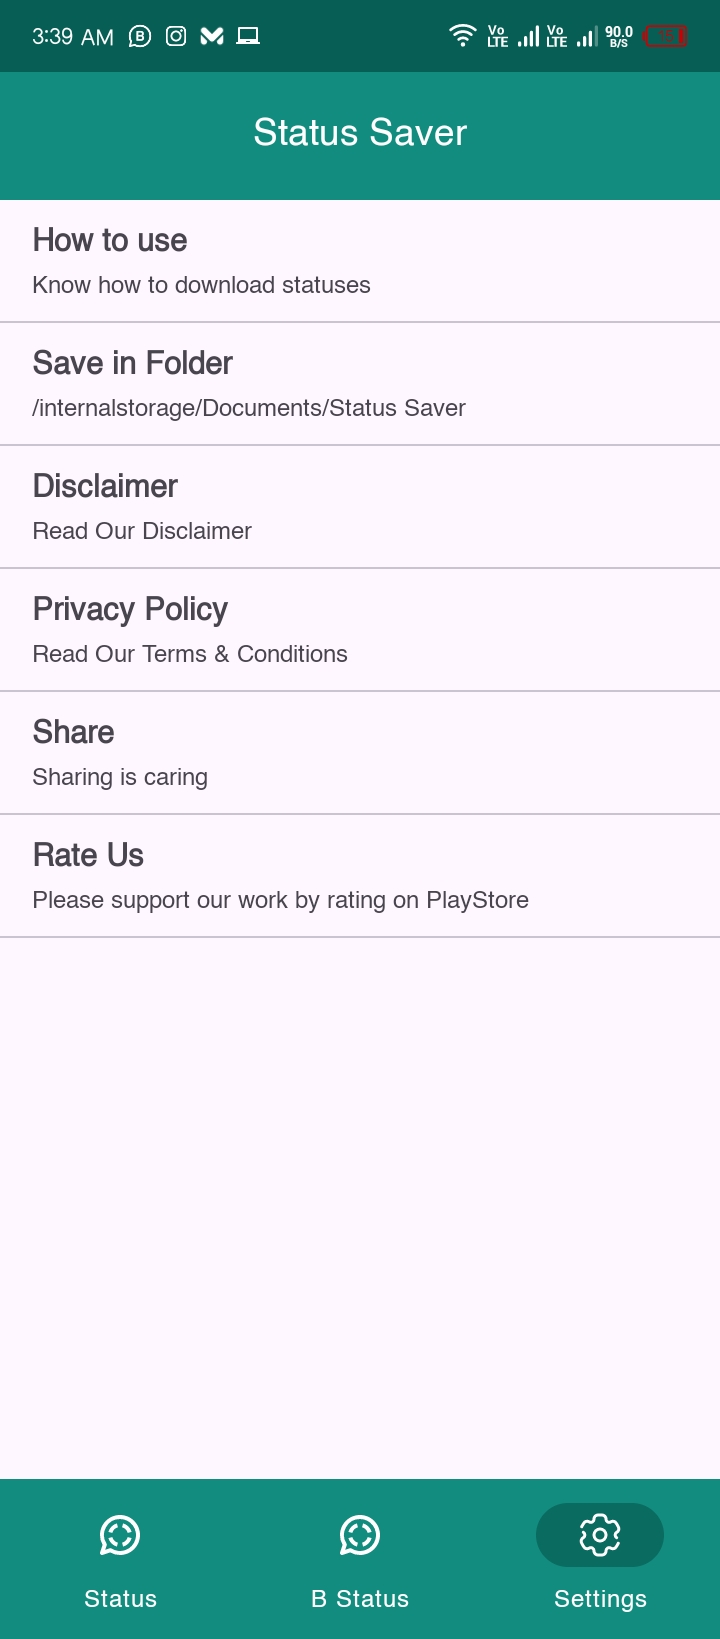 3:39 AM
Vo LTE Vo LTE 90.0 B/S
Status Saver
How to use
Know how to download statuses
Save in Folder
/internalstorage/Documents/Status Saver
Disclaimer
Read Our Disclaimer
Privacy Policy
Read Our Terms & Conditions
Share
Sharing is caring
Rate Us
Please support our work by rating on PlayStore
Status
B Status
Settings